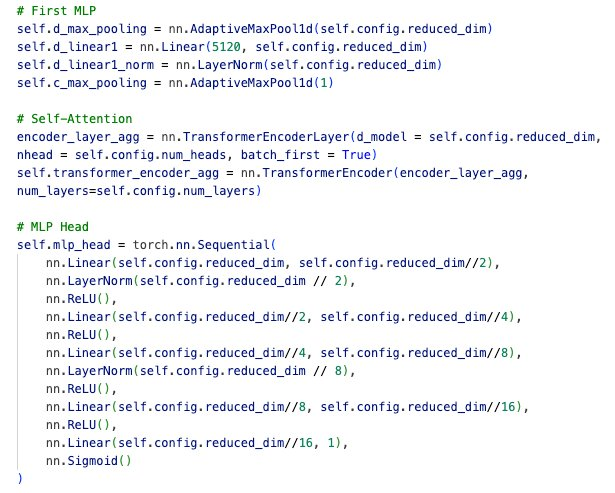 # First MLP
self.d_max_pooling = nn.AdaptiveMaxPool1d(self.config.reduced_dim)
self.d_linear1 = nn.Linear(5120, self.config.reduced_dim)
self.d_linear1_norm = nn.LayerNorm(self.config.reduced_dim)
self.c_max_pooling = nn.AdaptiveMaxPool1d(1)

# Self-Attention
encoder_layer_agg = nn.TransformerEncoderLayer(d_model = self.config.reduced_dim,
nhead = self.config.num_heads, batch_first = True)
self.transformer_encoder_agg = nn.TransformerEncoder(encoder_layer_agg,
num_layers=self.config.num_layers)

# MLP Head
self.mlp_head = torch.nn.Sequential(
    nn.Linear(self.config.reduced_dim, self.config.reduced_dim//2),
    nn.LayerNorm(self.config.reduced_dim // 2),
    nn.ReLU(),
    nn.Linear(self.config.reduced_dim//2, self.config.reduced_dim//4),
    nn.ReLU(),
    nn.Linear(self.config.reduced_dim//4, self.config.reduced_dim//8),
    nn.LayerNorm(self.config.reduced_dim // 8),
    nn.ReLU(),
    nn.Linear(self.config.reduced_dim//8, self.config.reduced_dim//16),
    nn.ReLU(),
    nn.Linear(self.config.reduced_dim//16, 1),
    nn.Sigmoid()
)